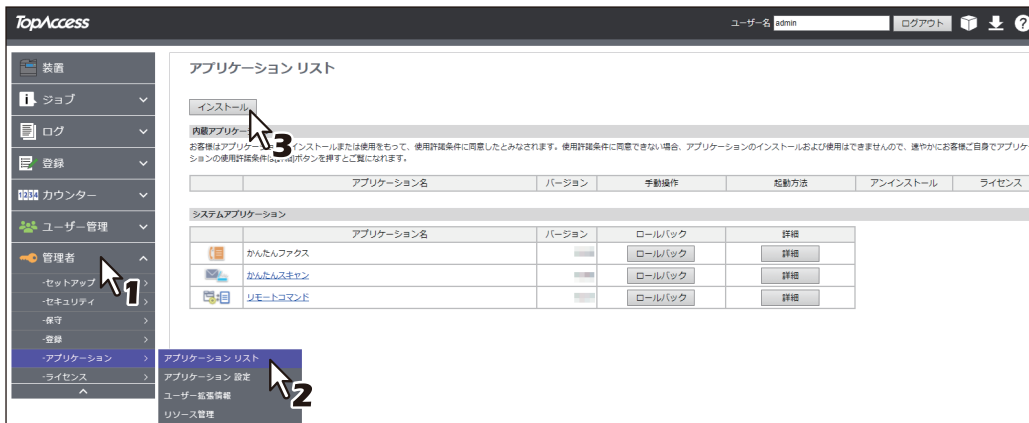 TopAccess
ユーザー名 admin ログアウト ?
装置
ジョブ
ログ
登録
1234 カウンター
ユーザー管理
管理者
-セットアップ
-セキュリティ
-保守
-登録
-アプリケーション
-ライセンス
1
アプリケーション リスト
アプリケーション 設定
ユーザー拡張情報
リソース管理
2
アプリケーション リスト
インストール
3
内蔵アプリケー
お客様はアプリ インストールまたは使用をもって、使用許諾条件に同意したとみなされます。使用許諾条件に同意できない場合、アプリケーションのインストールおよび使用はできませんので、速やかにお客様ご自身でアプリケ
ションの使用許諾条件は[詳細]ボタンを押すとご覧になれます。
アプリケーション名 バージョン 手動操作 起動方法 アンインストール ライセンス
システムアプリケーション
アプリケーション名 バージョン ロールバック 詳細
かんたんファクス ロールバック 詳細
かんたんスキャン ロールバック 詳細
リモートコマンド ロールバック 詳細